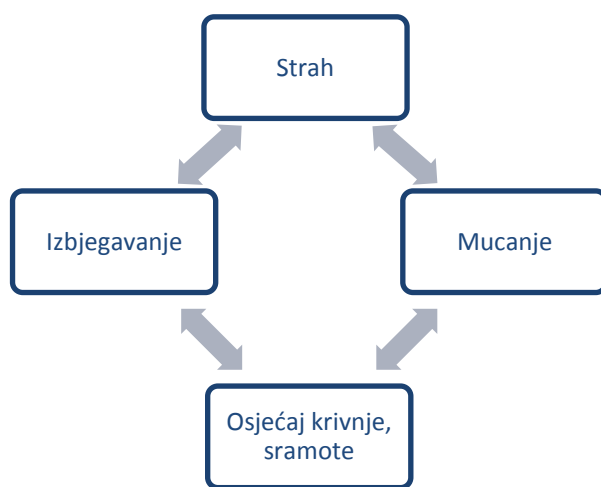 Strah
Izbjegavanje
Mucanje
Osjećaj krivnje,
sramote